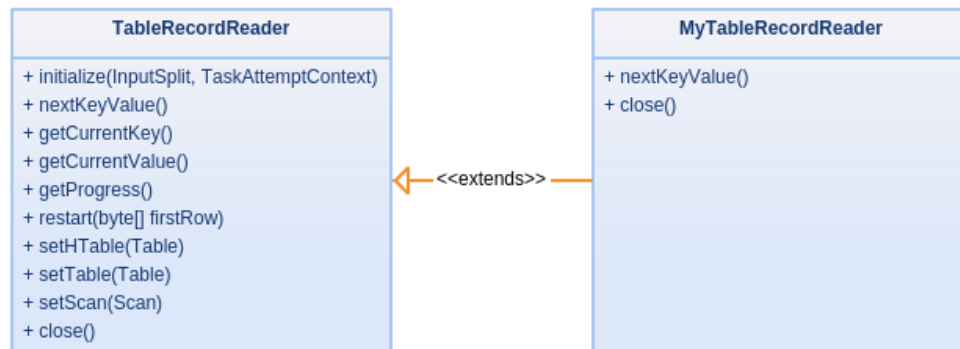 TableRecordReader
+ initialize(InputSplit, TaskAttemptContext)
+ nextKeyValue()
+ getCurrentKey()
+ getCurrentValue()
+ getProgress()
+ restart(byte[] firstRow)
+ setHTable(Table)
+ setTable(Table)
+ setScan(Scan)
+ close()
<<extends>>
MyTableRecordReader
+ nextKeyValue()
+ close()